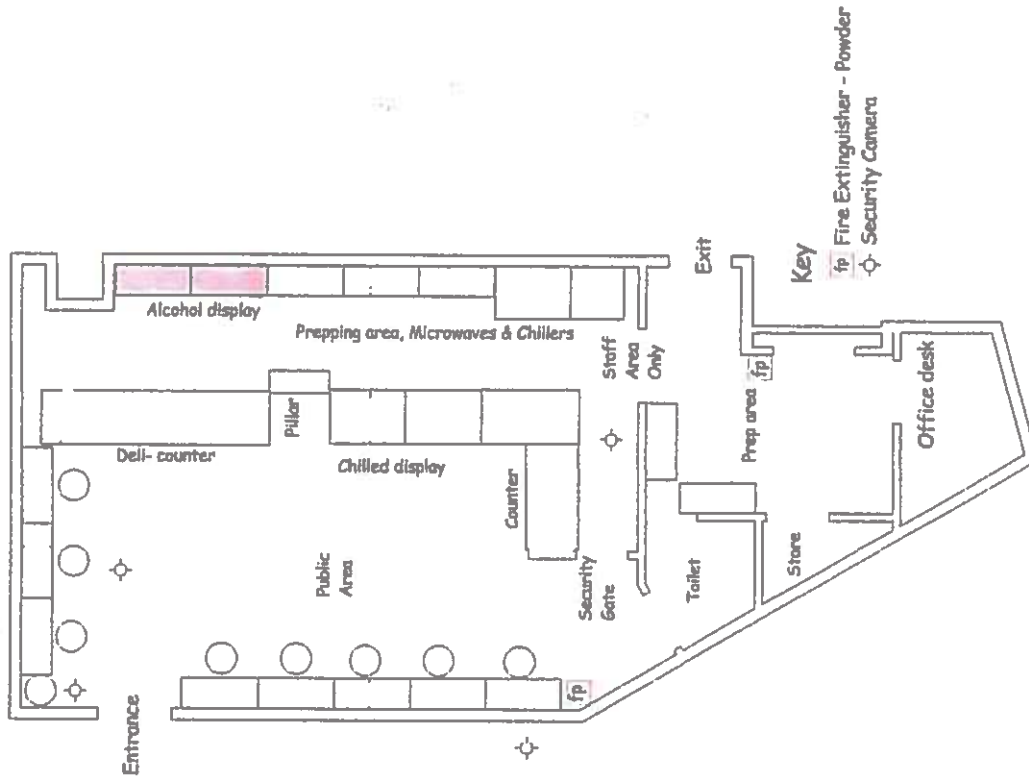 Alcohol display
Prepping area, Microwaves & Chillers
Pillar
Deli- counter
Chilled display
Counter
Staff
Area
Only
Exit
Public
Area
Security
Gate
Toilet
Store
Prep area
fp
Office desk
Entrance
fp
Key
fp Fire Extinguisher - Powder
Security Camera